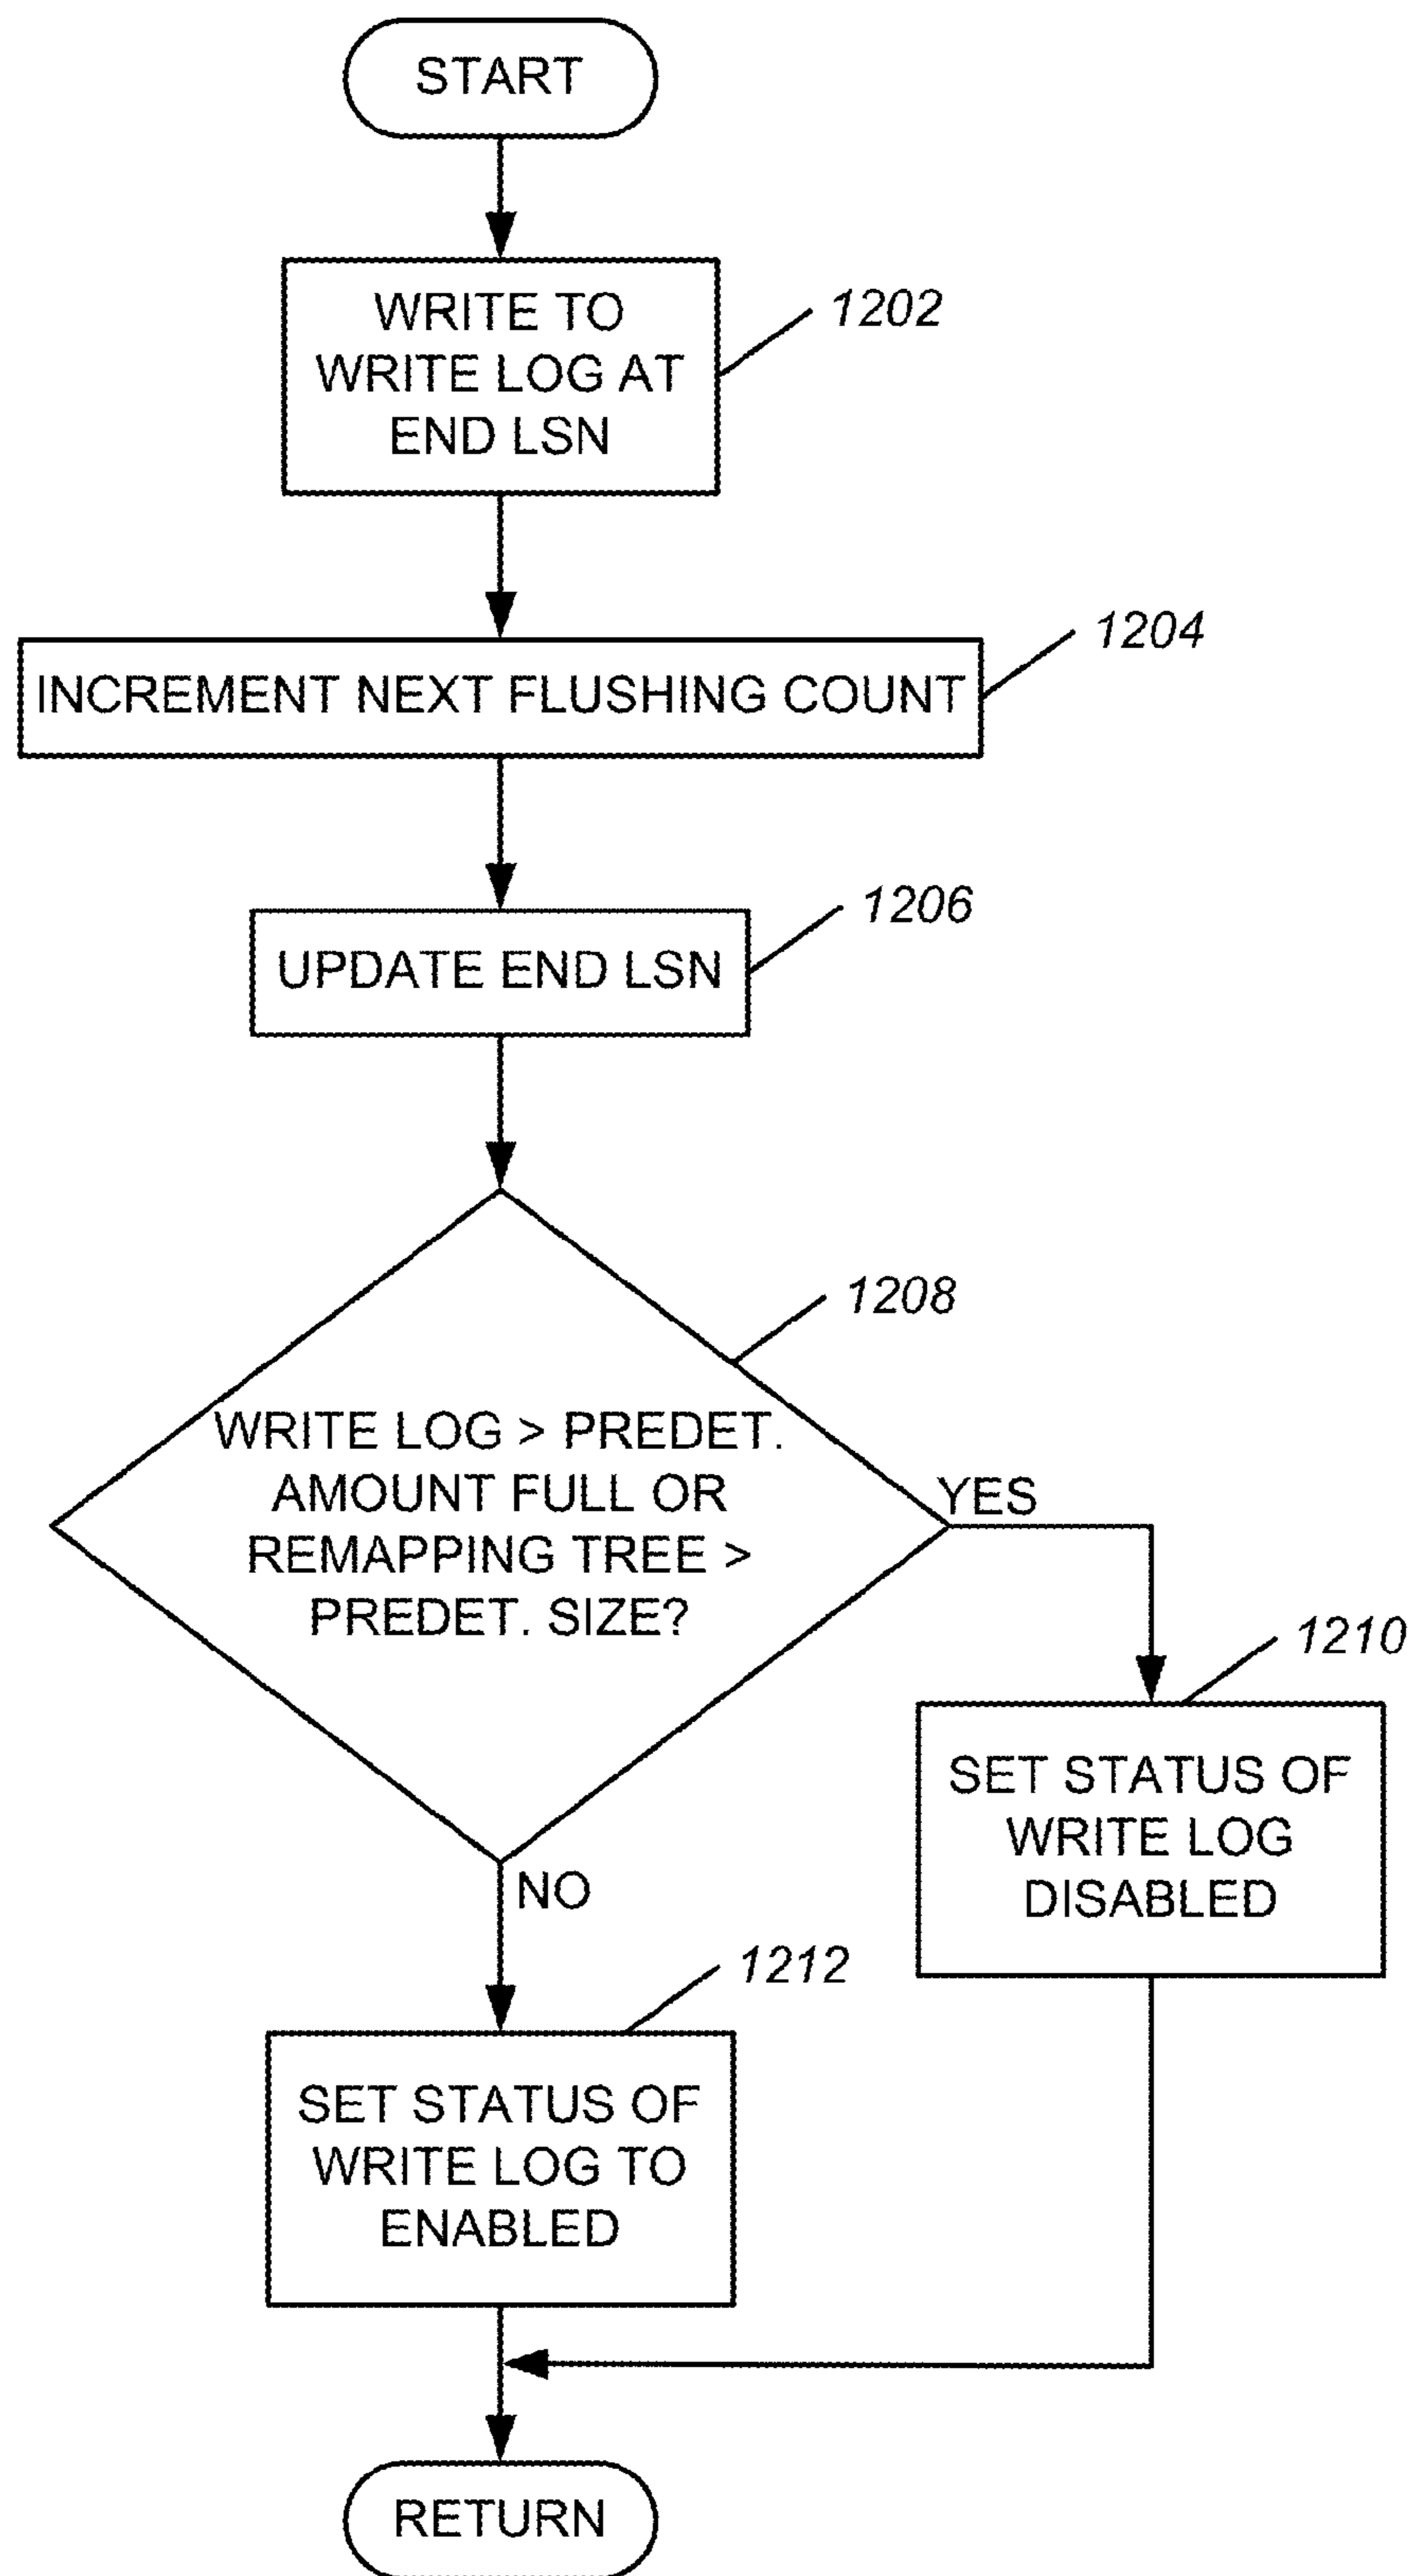 START
WRITE TO
WRITE LOG AT
END LSN
1202
INCREMENT NEXT FLUSHING COUNT
1204
UPDATE END LSN
1206
WRITE LOG > PREDET.
AMOUNT FULL OR
REMAPPING TREE >
PREDET. SIZE?
1208
YES
NO
SET STATUS OF
WRITE LOG
DISABLED
1210
SET STATUS OF
WRITE LOG TO
ENABLED
1212
RETURN